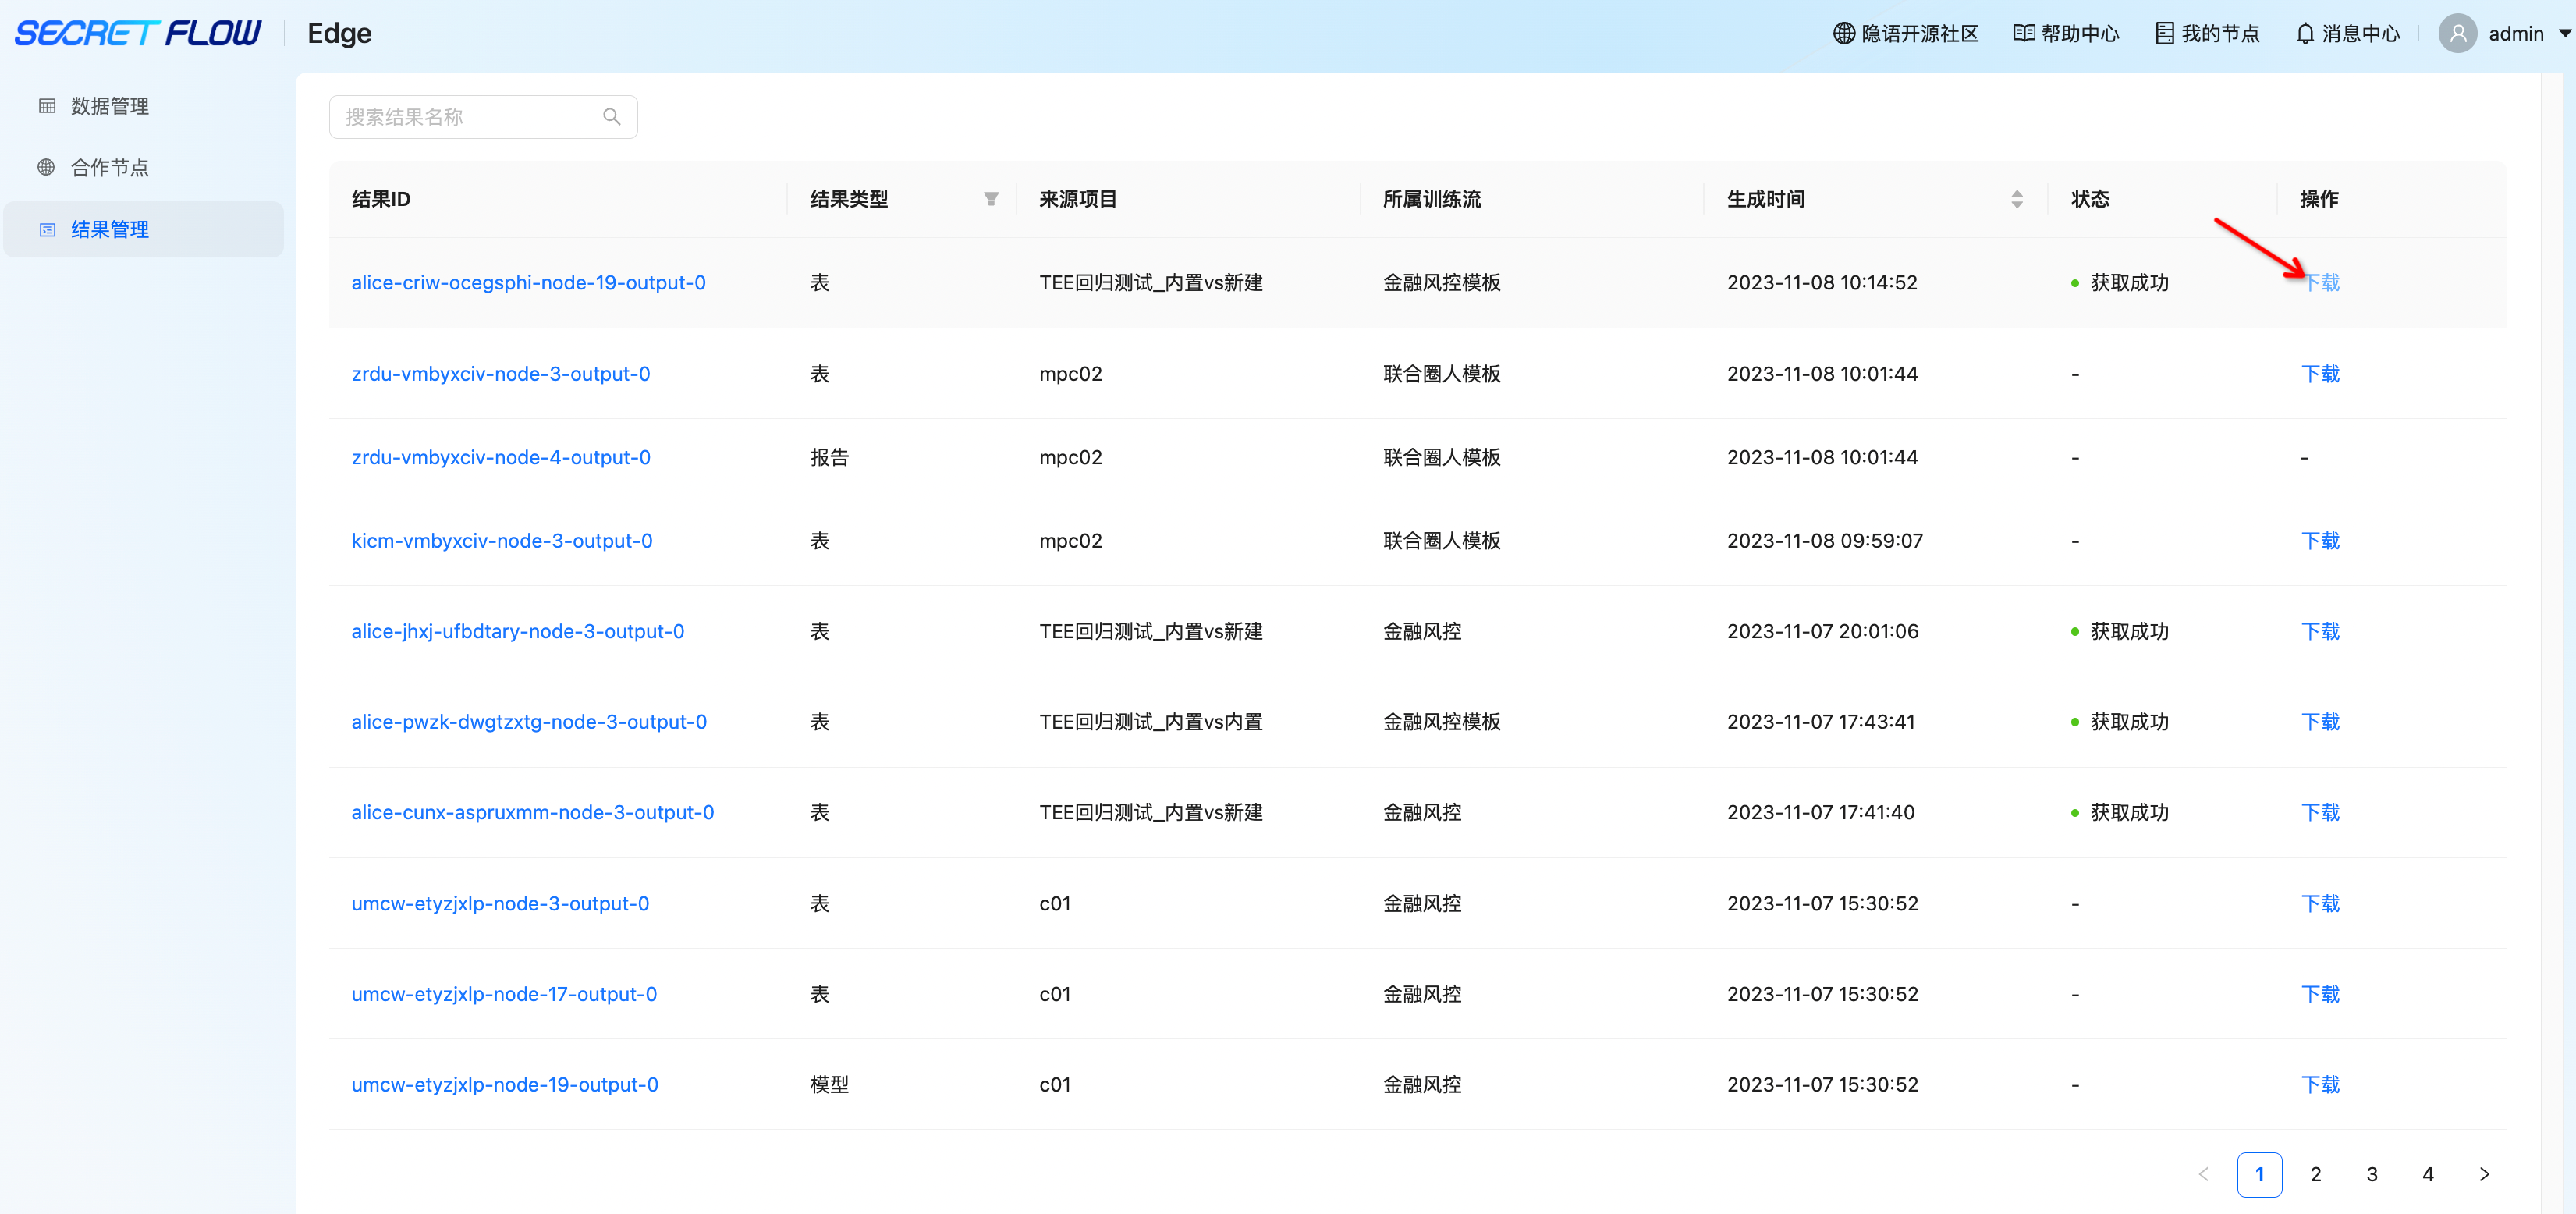 SECRET FLOW Edge 隐语开源社区 帮助中心 我的节点 消息中心 admin
数据管理
合作节点
结果管理
搜索结果名称
结果ID 结果类型 来源项目 所属训练流 生成时间 状态 操作
alice-criw-ocegsphi-node-19-output-0 表 TEE回归测试_内置vs新建 金融风控模板 2023-11-08 10:14:52 获取成功 下载
zrdu-vmbyxciv-node-3-output-0 表 mpc02 联合圈人模板 2023-11-08 10:01:44 - 下载
zrdu-vmbyxciv-node-4-output-0 报告 mpc02 联合圈人模板 2023-11-08 10:01:44 - -
kicm-vmbyxciv-node-3-output-0 表 mpc02 联合圈人模板 2023-11-08 09:59:07 - 下载
alice-jhxj-ufbdtary-node-3-output-0 表 TEE回归测试_内置vs新建 金融风控 2023-11-07 20:01:06 获取成功 下载
alice-pwzk-dwgtzxtg-node-3-output-0 表 TEE回归测试_内置vs内置 金融风控模板 2023-11-07 17:43:41 获取成功 下载
alice-cunx-aspruxmm-node-3-output-0 表 TEE回归测试_内置vs新建 金融风控 2023-11-07 17:41:40 获取成功 下载
umcw-etyzjxlp-node-3-output-0 表 c01 金融风控 2023-11-07 15:30:52 - 下载
umcw-etyzjxlp-node-17-output-0 表 c01 金融风控 2023-11-07 15:30:52 - 下载
umcw-etyzjxlp-node-19-output-0 模型 c01 金融风控 2023-11-07 15:30:52 - 下载
< 1 2 3 4 >